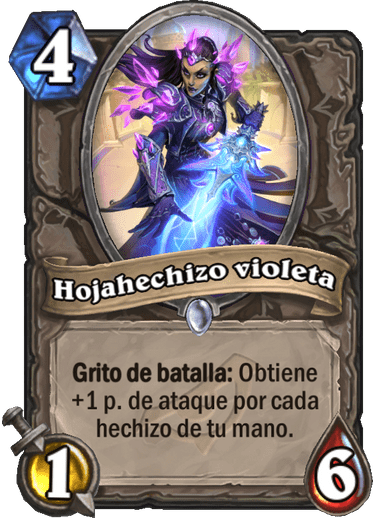 4
Hojahechizo violeta
Grito de batalla: Obtiene
+1 p. de ataque por cada
hechizo de tu mano.
1
6